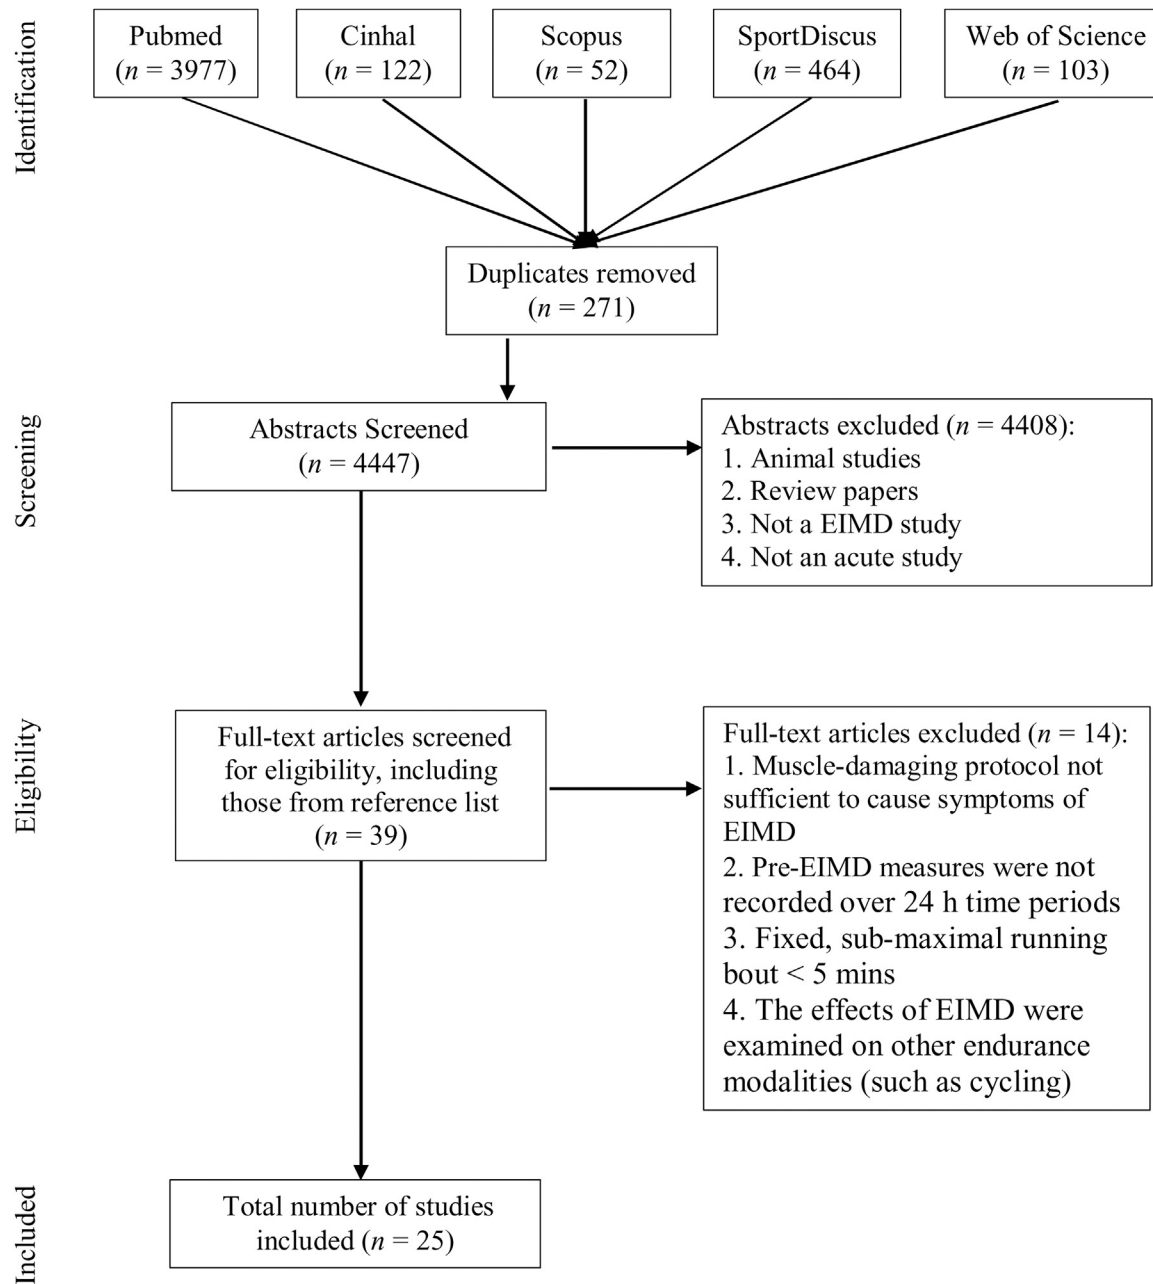 Identification
Pubmed
(n = 3977)
Cinhal
(n = 122)
Scopus
(n = 52)
SportDiscus
(n = 464)
Web of Science
(n = 103)
Duplicates removed
(n = 271)
Screening
Abstracts Screened
(n = 4447)
Abstracts excluded (n = 4408):
1. Animal studies
2. Review papers
3. Not a EIMD study
4. Not an acute study
Eligibility
Full-text articles screened
for eligibility, including
those from reference list
(n = 39)
Full-text articles excluded (n = 14):
1. Muscle-damaging protocol not
sufficient to cause symptoms of
EIMD
2. Pre-EIMD measures were not
recorded over 24 h time periods
3. Fixed, sub-maximal running
bout < 5 mins
4. The effects of EIMD were
examined on other endurance
modalities (such as cycling)
Included
Total number of studies
included (n = 25)